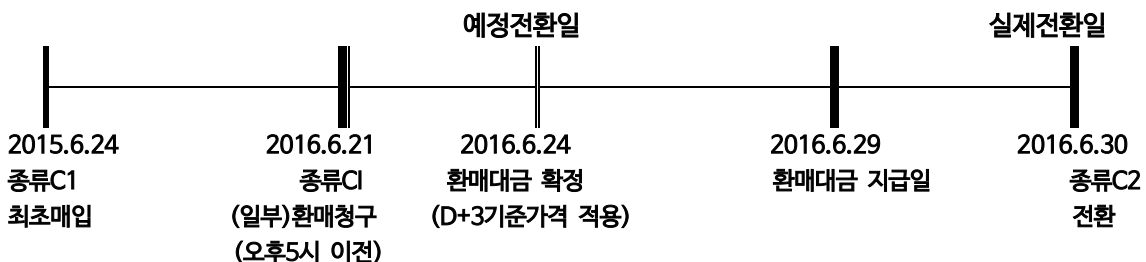 예정전환일
실제전환일
2015.6.24
종류C1
최초매입
2016.6.21
종류CI
(일부)환매청구
(오후5시 이전)
2016.6.24
환매대금 확정
(D+3기준가격 적용)
2016.6.29
환매대금 지급일
2016.6.30
종류C2
전환